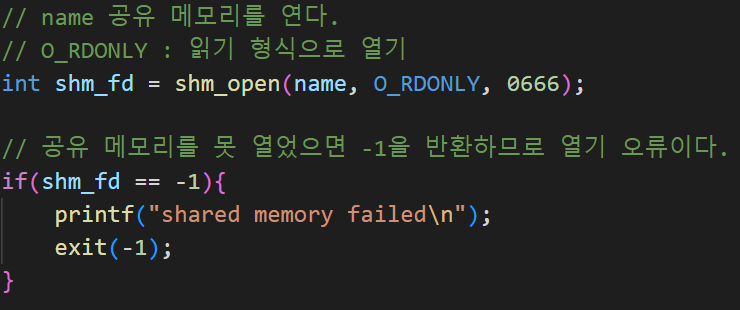 // name 공유 메모리를 연다.
// O_RDONLY : 읽기 형식으로 열기
int shm_fd = shm_open(name, O_RDONLY, 0666);
// 공유 메모리를 못 열었으면 -1을 반환하므로 열기 오류이다.
if(shm_fd == -1){
    printf("shared memory failed\n");
    exit(-1);
}